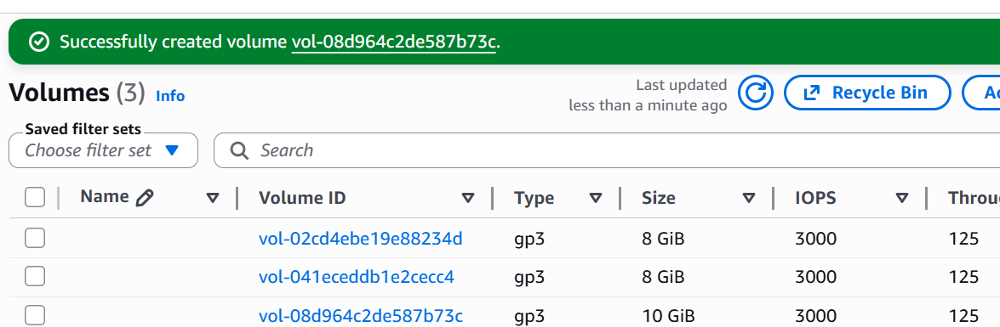 Successfully created volume vol-08d964c2de587b73c.
Volumes (3) Info
Last updated
less than a minute ago
Recycle Bin
Saved filter sets
Choose filter set
Search
Name Volume ID Type Size IOPS
vol-02cd4ebe19e88234d gp3 8 GiB 3000 125
vol-041eceddb1e2cecc4 gp3 8 GiB 3000 125
vol-08d964c2de587b73c gp3 10 GiB 3000 125